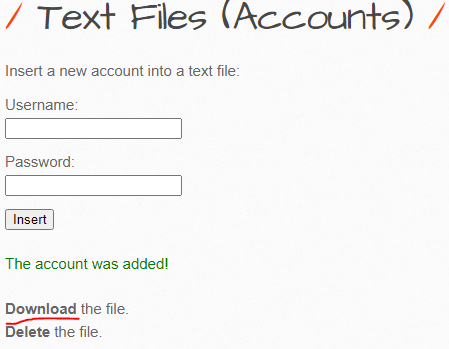 / Text Files (Accounts) /
Insert a new account into a text file:
Username:
Password:
Insert
The account was added!
Download the file.
Delete the file.